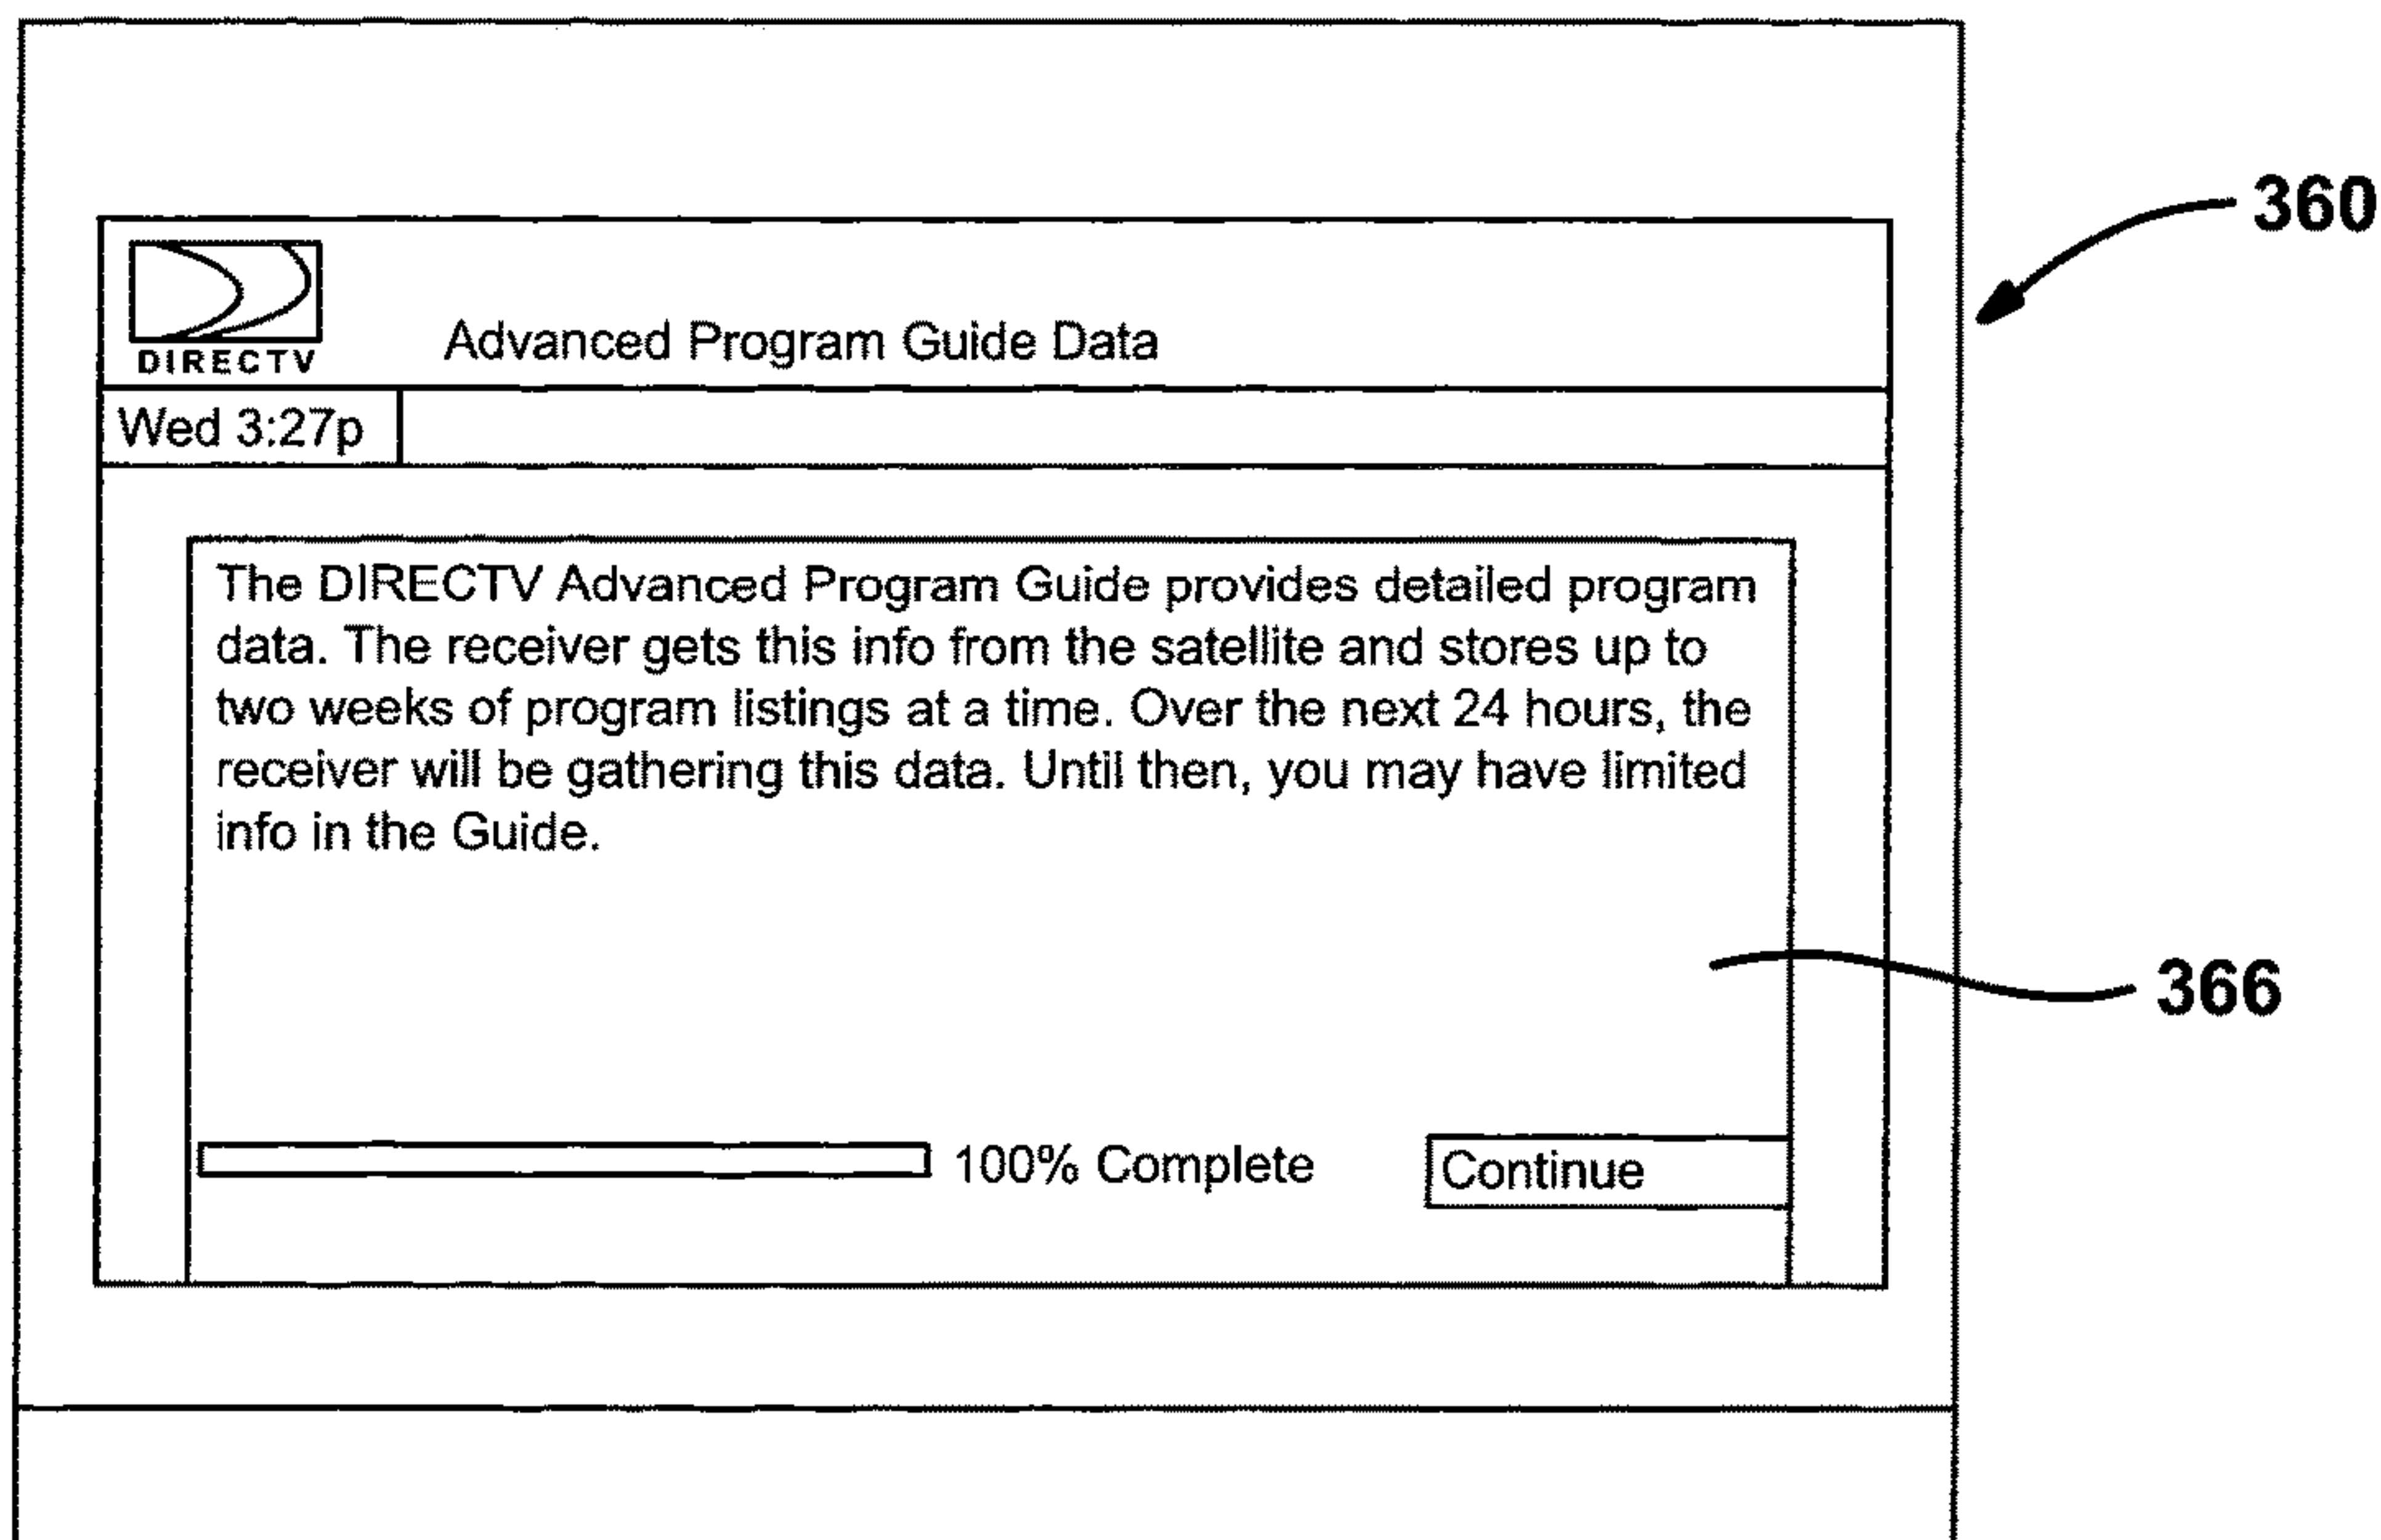 360
DIRECTV
Advanced Program Guide Data
Wed 3:27p
The DIRECTV Advanced Program Guide provides detailed program
data. The receiver gets this info from the satellite and stores up to
two weeks of program listings at a time. Over the next 24 hours, the
receiver will be gathering this data. Until then, you may have limited
info in the Guide.
366
100% Complete
Continue